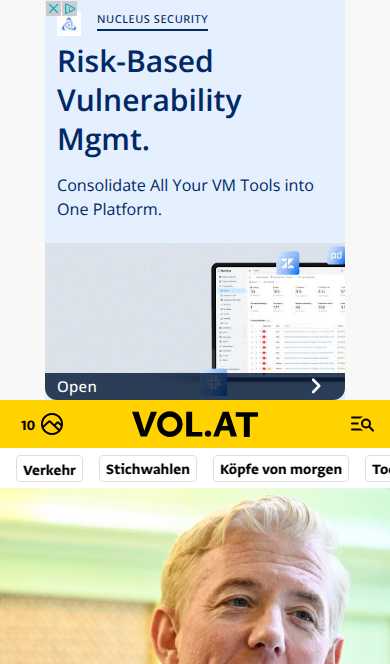 NUCLEUS SECURITY
Risk-Based
Vulnerability
Mgmt.
Consolidate All Your VM Tools into
One Platform.
pd
Open
10
VOL.AT
Verkehr
Stichwahlen
Köpfe von morgen